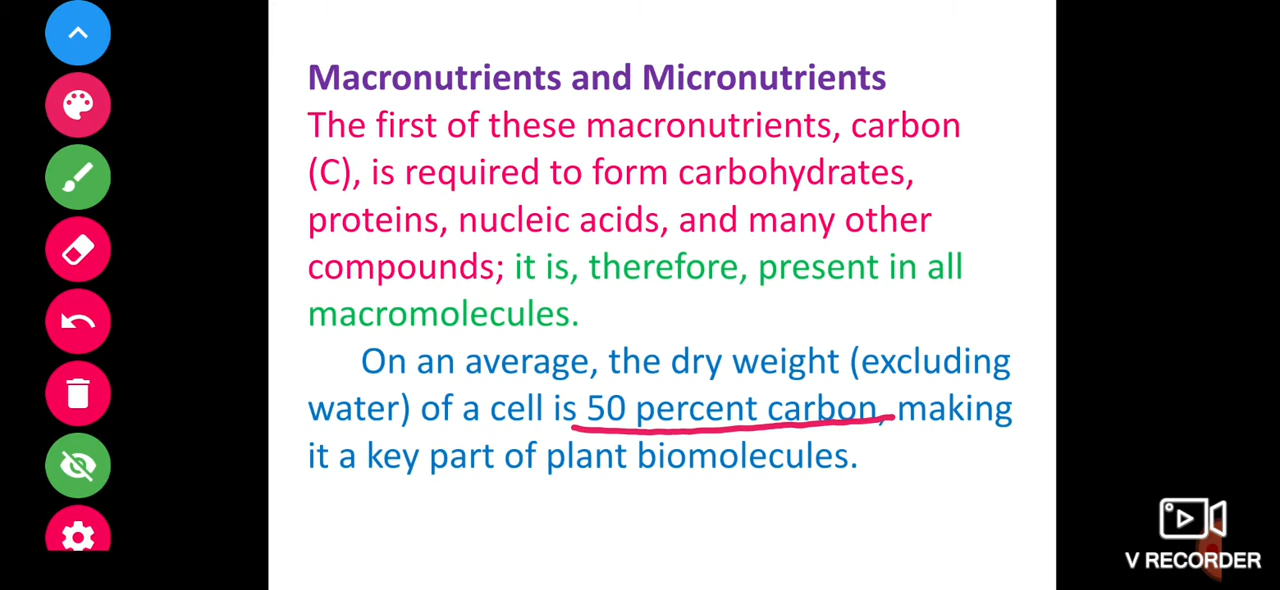 Macronutrients and Micronutrients
The first of these macronutrients, carbon
(C), is required to form carbohydrates,
proteins, nucleic acids, and many other
compounds; it is, therefore, present in all
macromolecules.
On an average, the dry weight (excluding
water) of a cell is 50 percent carbon, making
it a key part of plant biomolecules.
V RECORDER